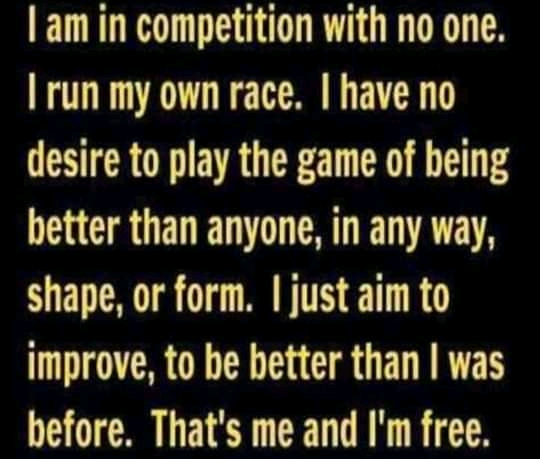 I am in competition with no one.
I run my own race.  I have no
desire to play the game of being
better than anyone, in any way,
shape, or form.  I just aim to
improve, to be better than I was
before.  That's me and I'm free.